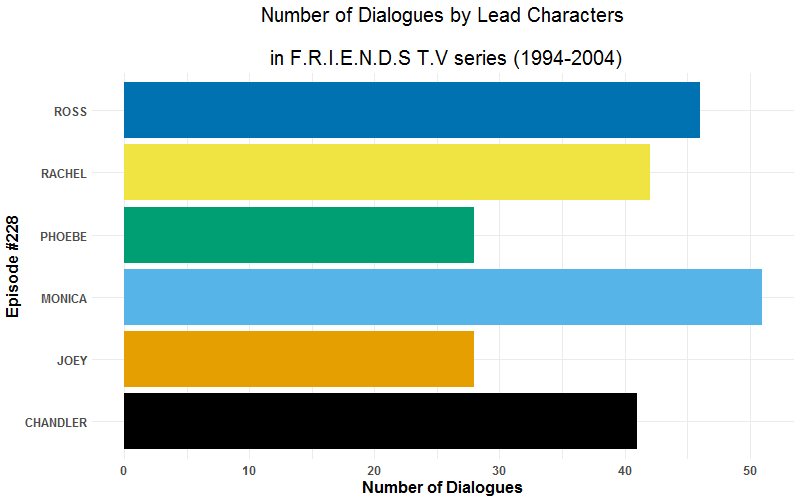 Number of Dialogues by Lead Characters
in F.R.I.E.N.D.S T.V series (1994-2004)
Episode #228
ROSS
RACHEL
PHOEBE
MONICA
JOEY
CHANDLER
0 10 20 30 40 50
Number of Dialogues